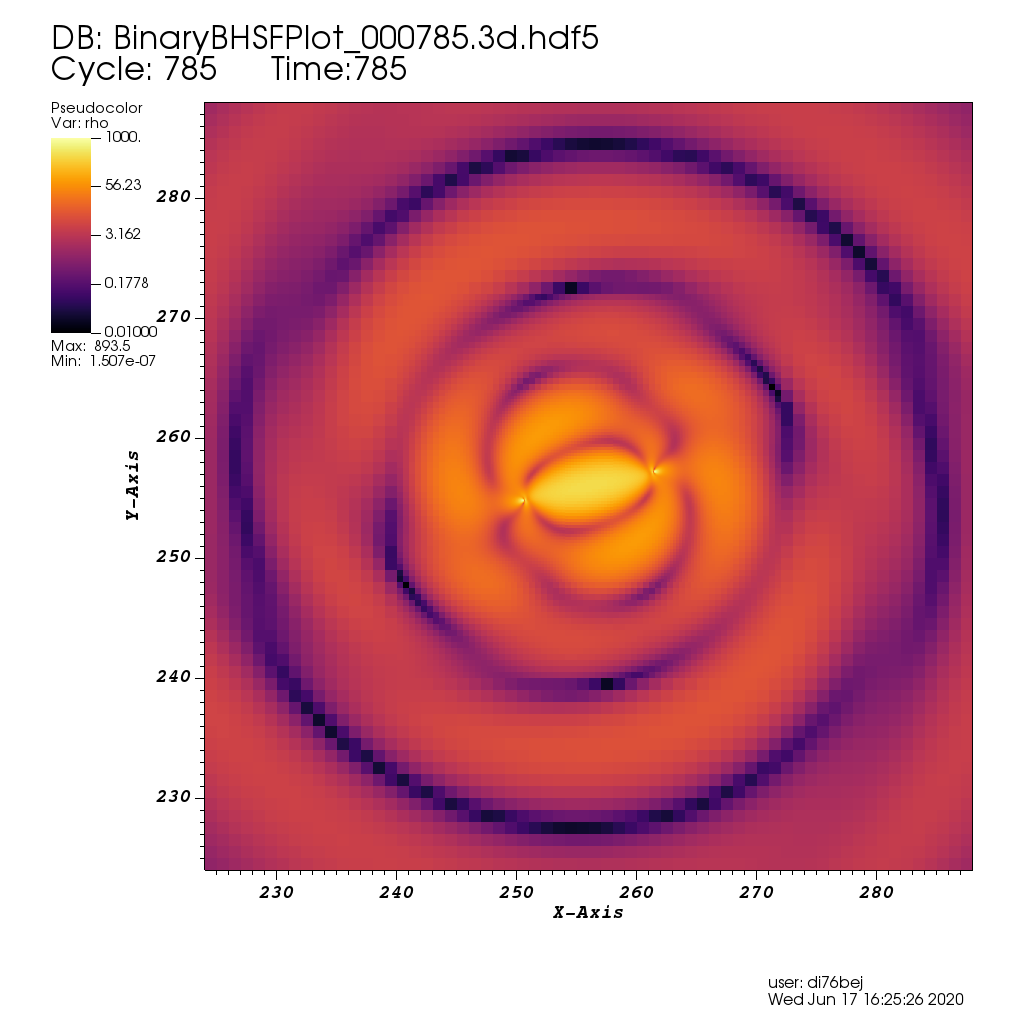 DB: BinaryBHSFPlot_000785.3d.hdf5
Cycle: 785 Time:785
Pseudocolor
Var: rho
1000.
56.23
3.162
0.1778
0.01000
Max: 893.5
Min: 1.507e-07
280
270
260
250
240
230
Y-Axis
230 240 250 260 270 280
X-Axis
user: di76bej
Wed Jun 17 16:25:26 2020